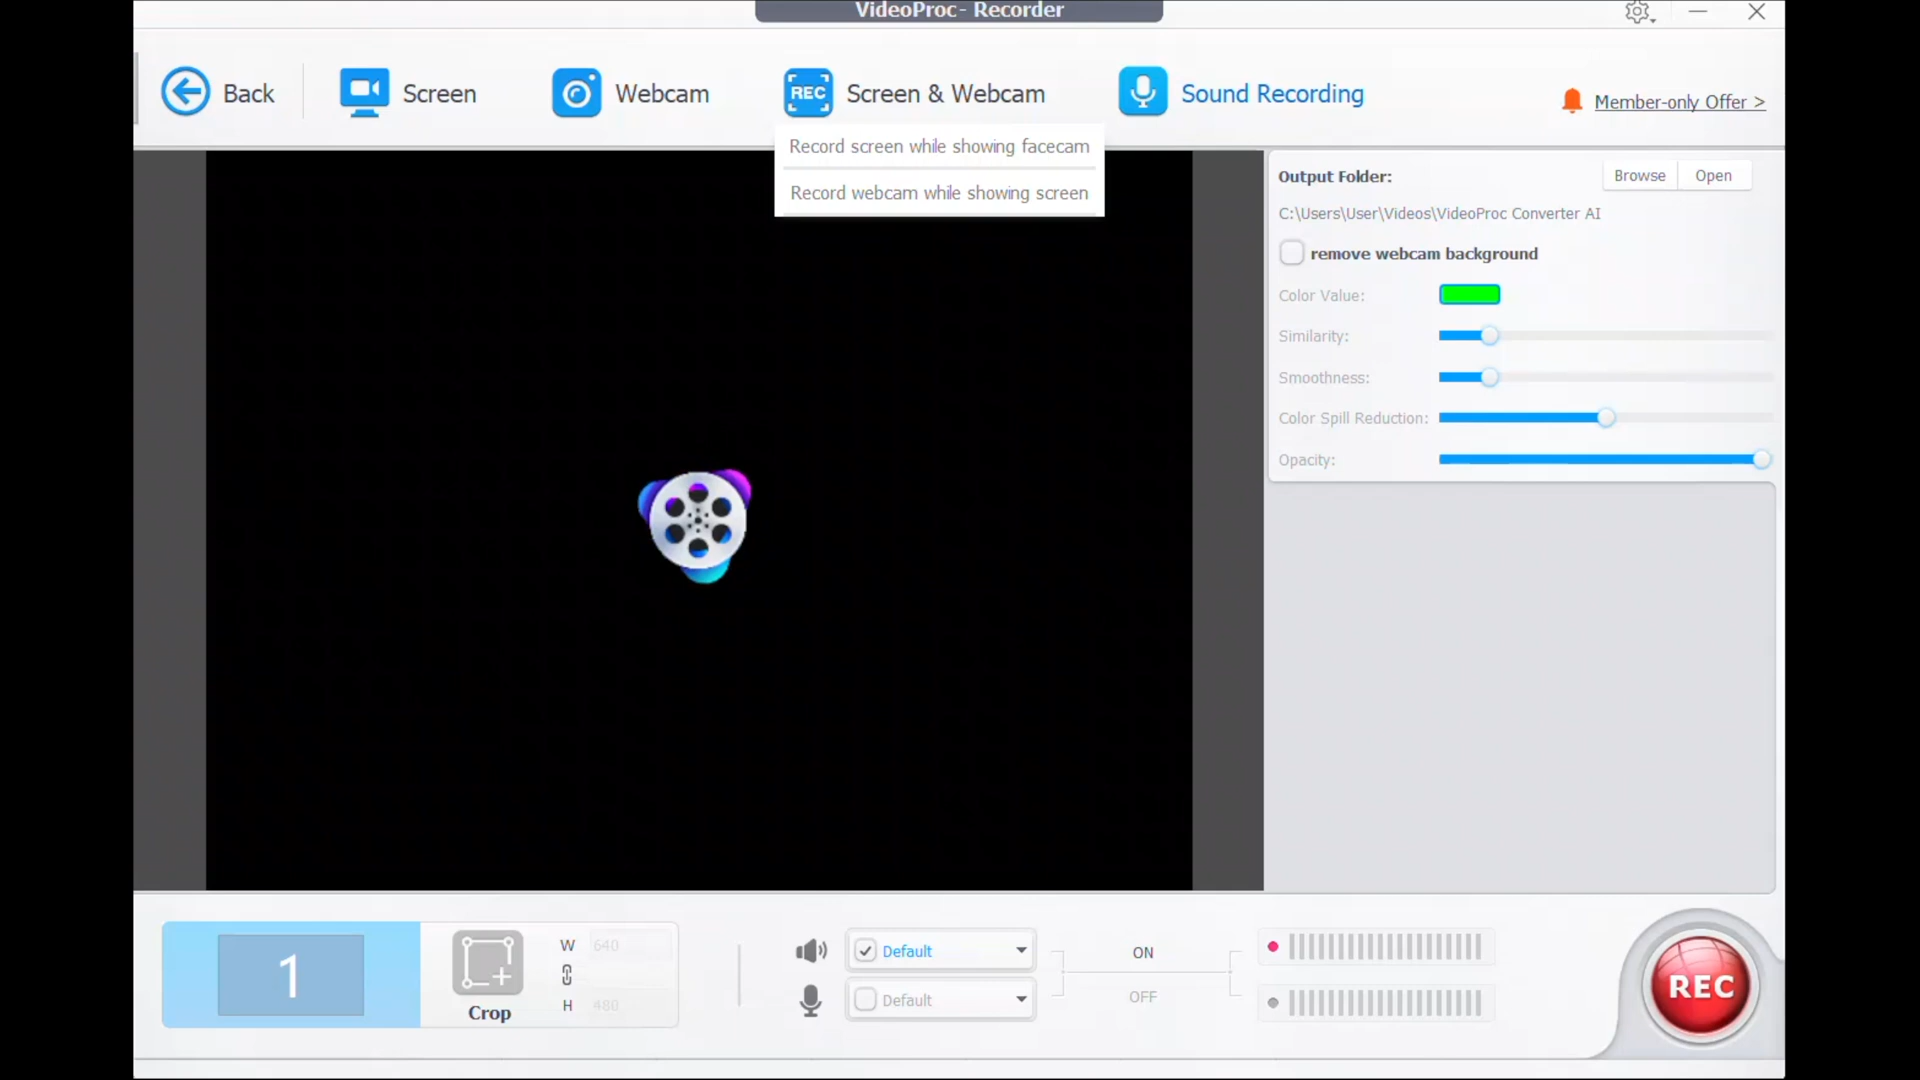 VideoProc - Recorder
Back
Screen
Webcam
REC
Screen & Webcam
Sound Recording
Member-only Offer >
Record screen while showing facecam
Record webcam while showing screen
Output Folder:
Browse
Open
C:\Users\User\Videos\VideoProc Converter AI
remove webcam background
Color Value:
Similarity:
Smoothness:
Color Spill Reduction:
Opacity:
1
Crop
W 640
H 480
Default
Default
ON
OFF
REC